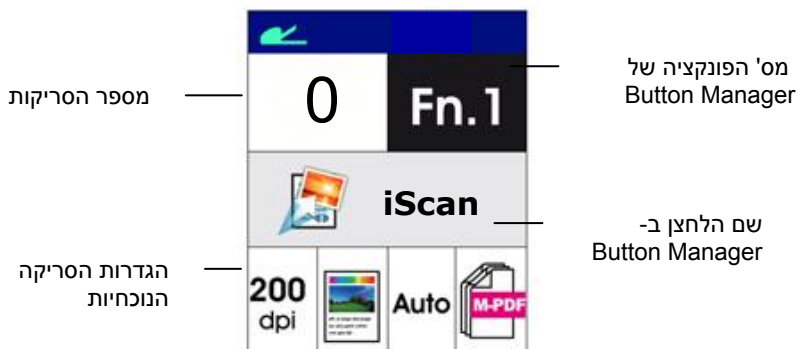 מס' הפונקציה של
Button Manager
מספר הסריקות
0
Fn.1
iScan
שם הלחצן ב-
Button Manager
הגדרות הסריקה
הנוכחיות
200
dpi
Auto
M-PDF